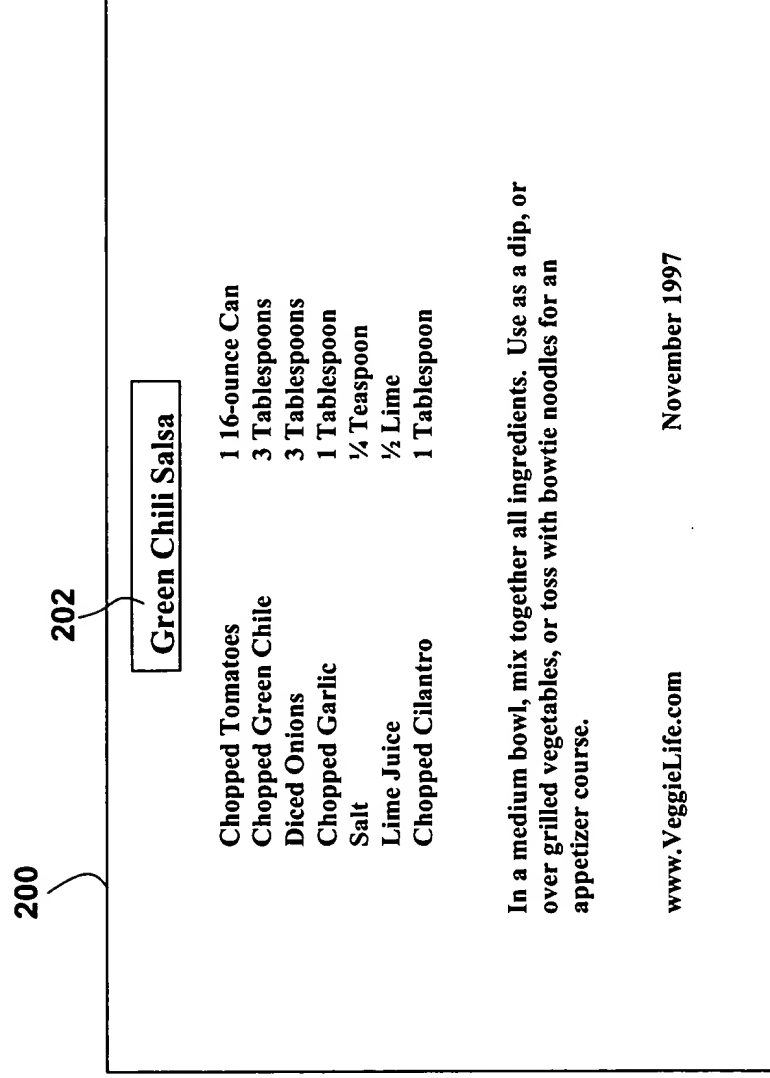 200
202
Green Chili Salsa
Chopped Tomatoes 1 16-ounce Can
Chopped Green Chile 3 Tablespoons
Diced Onions 3 Tablespoons
Chopped Garlic 1 Tablespoon
Salt ¼ Teaspoon
Lime Juice ½ Lime
Chopped Cilantro 1 Tablespoon
In a medium bowl, mix together all ingredients. Use as a dip, or
over grilled vegetables, or toss with bowtie noodles for an
appetizer course.
www.VeggieLife.com November 1997